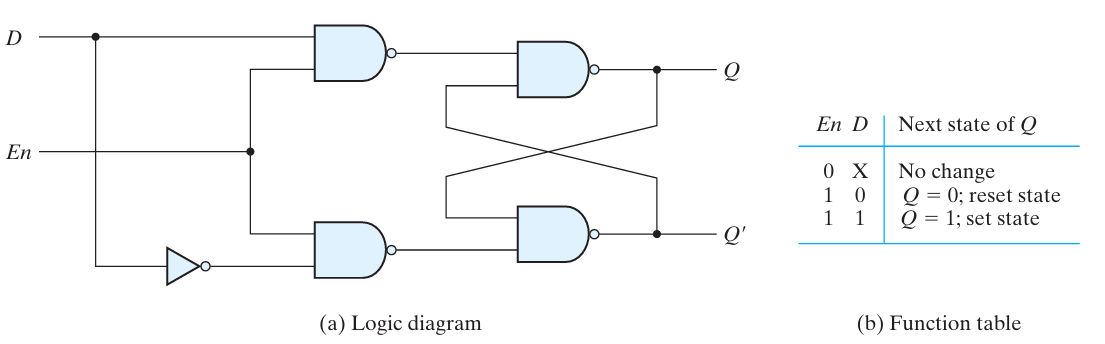 D
En
Q
Q′
(a) Logic diagram
En D Next state of Q
0 X No change
1 0 Q = 0; reset state
1 1 Q = 1; set state
(b) Function table